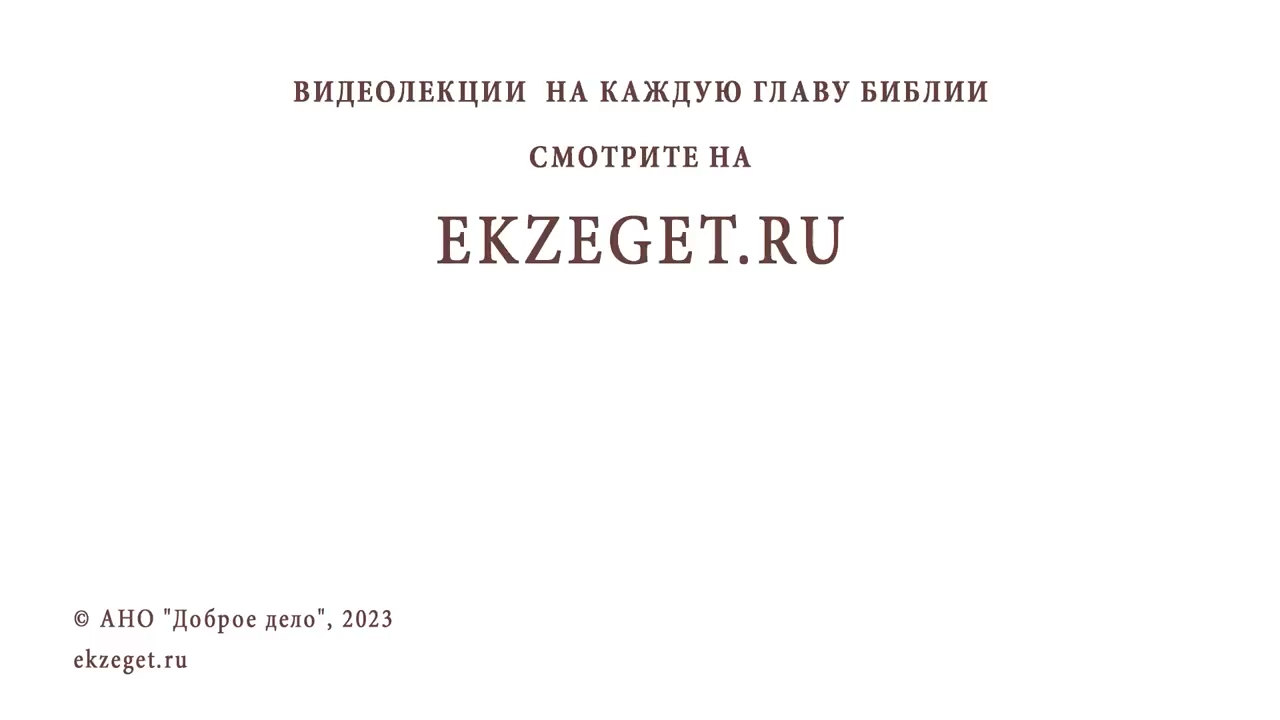 ВИДЕОЛЕКЦИИ НА КАЖДУЮ ГЛАВУ БИБЛИИ
СМОТРИТЕ НА
EKZEGET.RU
© АНО "Доброе дело", 2023
ekzeget.ru